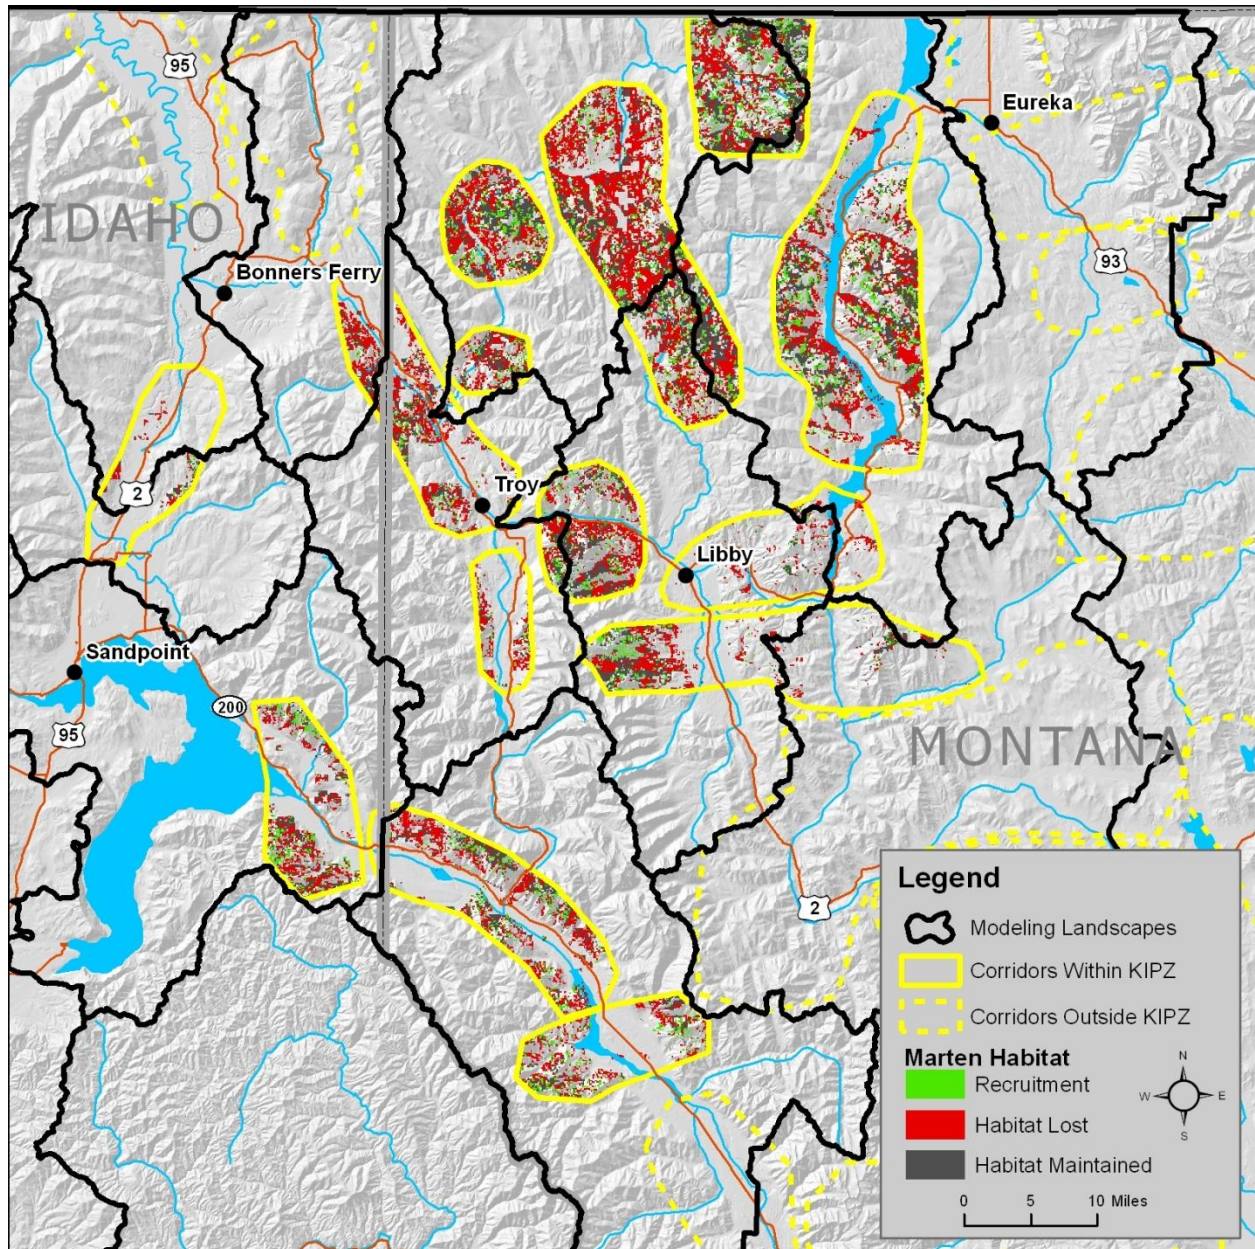 95
Eureka
IDAHO
Bonners Ferry
93
2
Troy
Libby
Sandpoint
200
95
MONTANA
2
Legend
Modeling Landscapes
Corridors Within KIPZ
Corridors Outside KIPZ
Marten Habitat
Recruitment
Habitat Lost
Habitat Maintained
N
W E
S
0 5 10 Miles